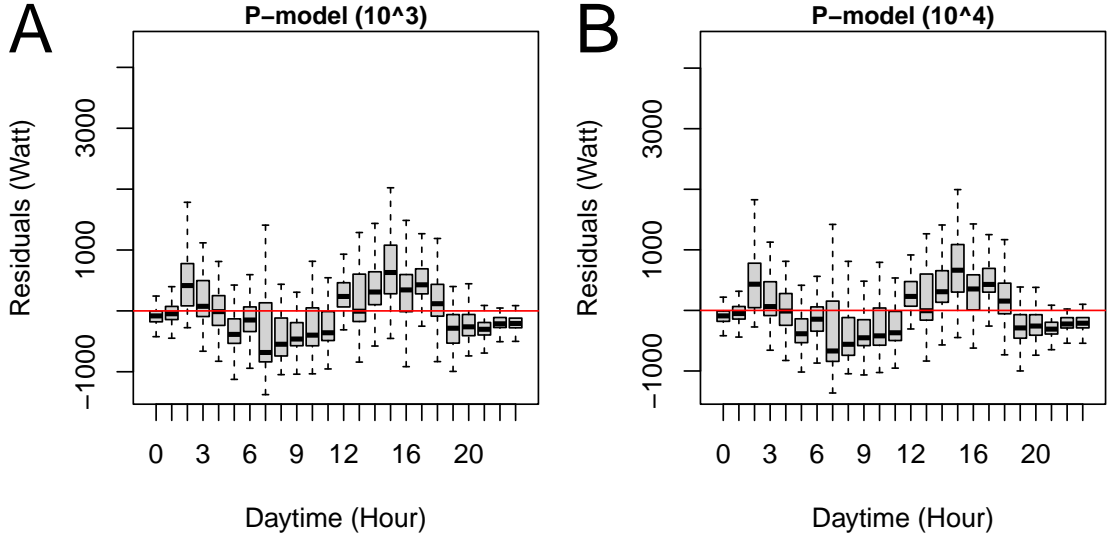 A
P−model (10^3)
Residuals (Watt)
−1000 1000 3000
0 3 6 9 12 16 20
Daytime (Hour)
B
P−model (10^4)
Residuals (Watt)
−1000 1000 3000
0 3 6 9 12 16 20
Daytime (Hour)